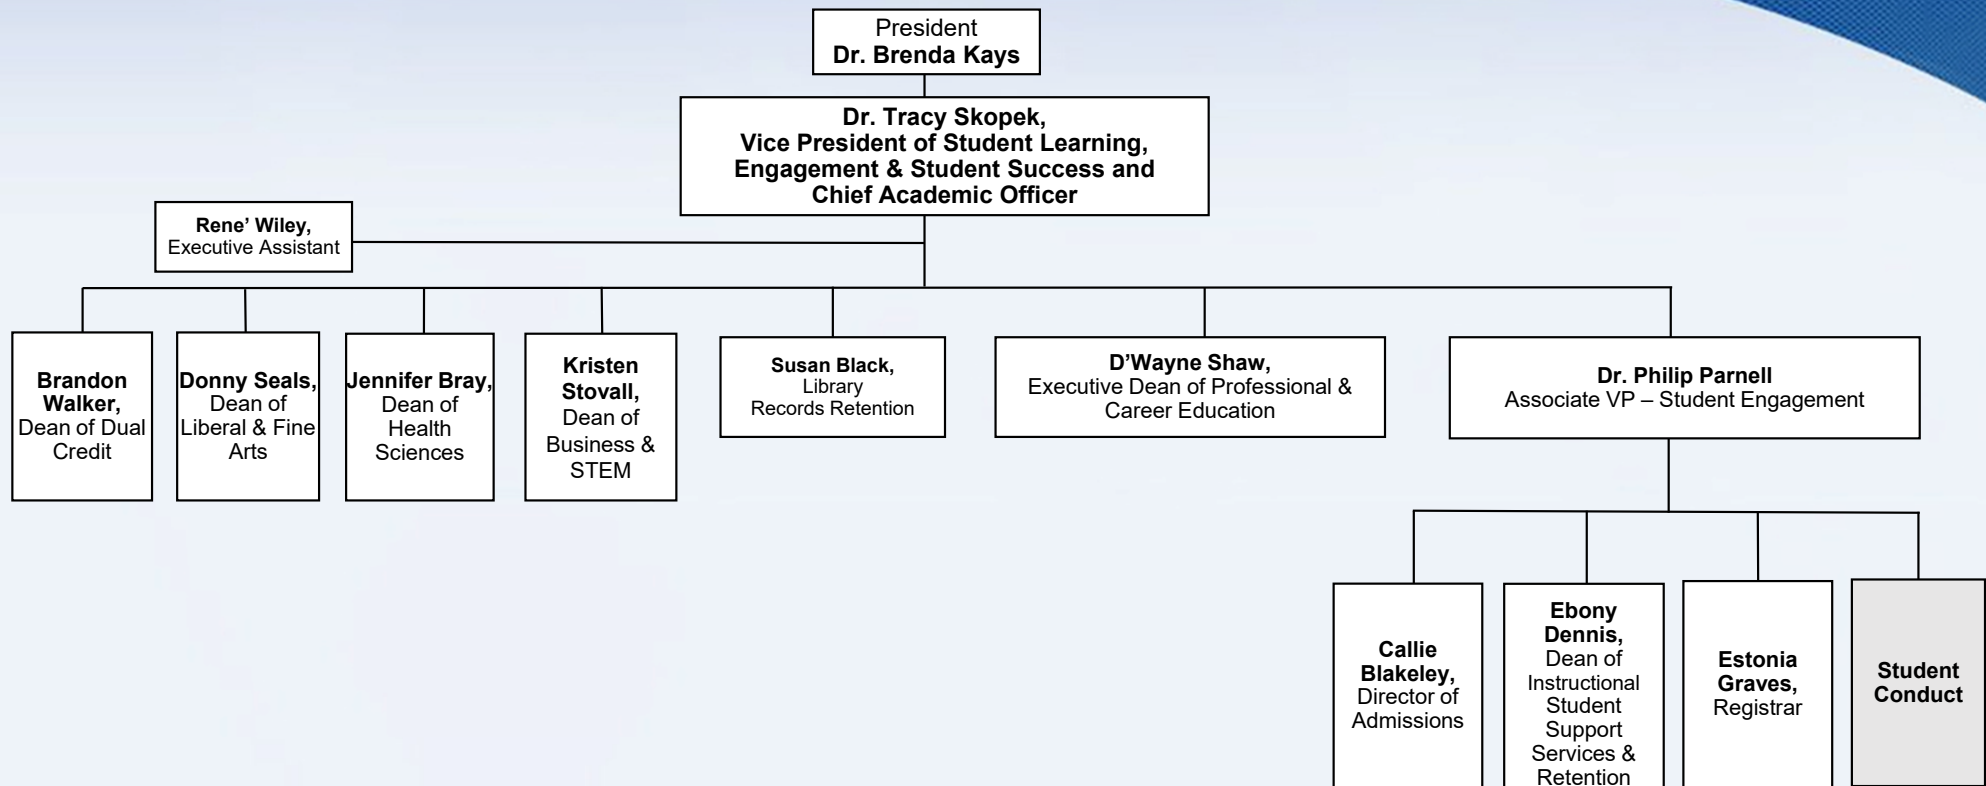 President
Dr. Brenda Kays
Dr. Tracy Skopek,
Vice President of Student Learning,
Engagement & Student Success and
Chief Academic Officer
Rene’ Wiley,
Executive Assistant
Brandon
Walker,
Dean of Dual
Credit
Donny Seals,
Dean of
Liberal & Fine
Arts
Jennifer Bray,
Dean of
Health
Sciences
Kristen
Stovall,
Dean of
Business &
STEM
Susan Black,
Library
Records Retention
D’Wayne Shaw,
Executive Dean of Professional &
Career Education
Dr. Philip Parnell
Associate VP – Student Engagement
Callie
Blakeley,
Director of
Admissions
Ebony
Dennis,
Dean of
Instructional
Student
Support
Services &
Retention
Estonia
Graves,
Registrar
Student
Conduct